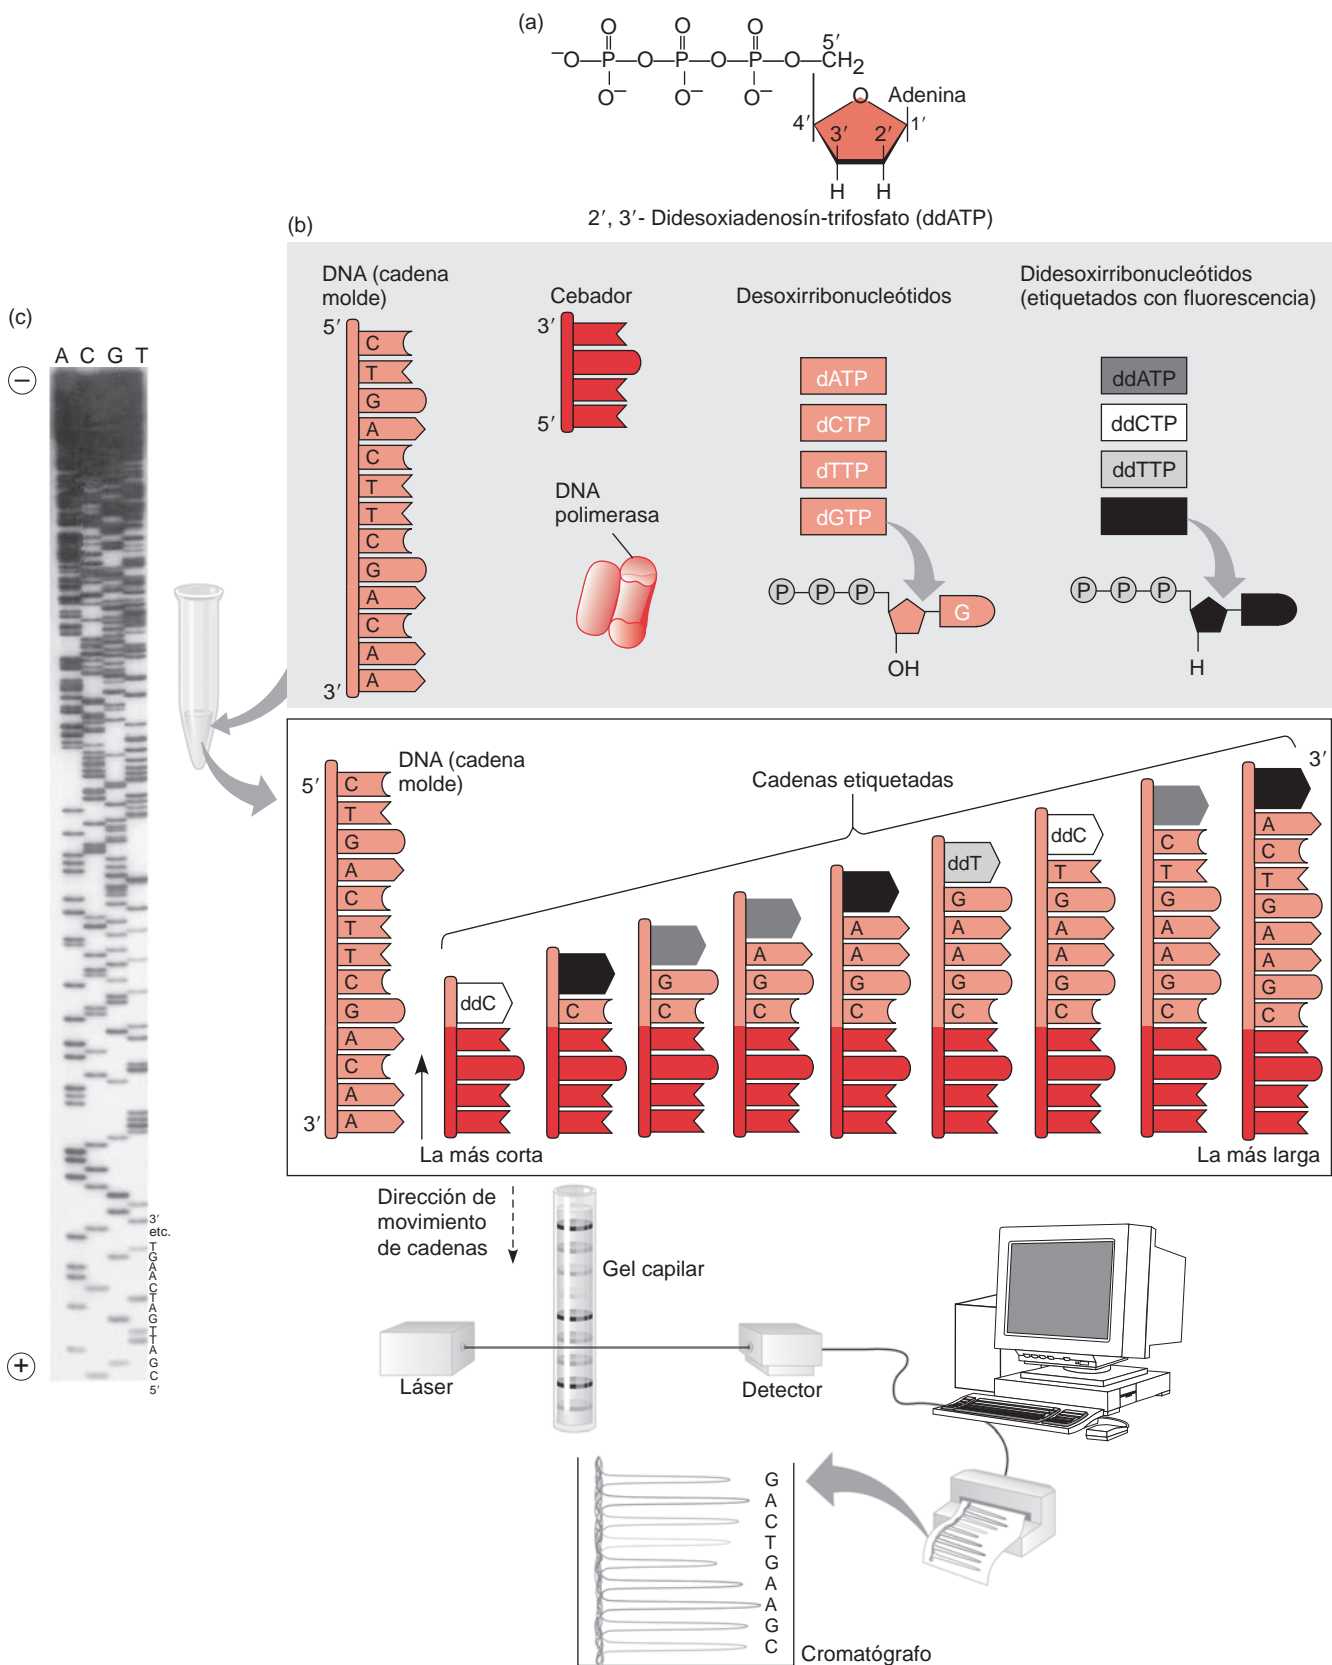 (a)
O O O 5′
−O—P—O—P—O—P—O—CH2
O− O− O−
O Adenina
4′ 3′ 2′ 1′
H H
2′, 3′- Didesoxiadenosín-trifosfato (ddATP)
(b)
DNA (cadena
molde)
5′
C
T
G
A
C
T
T
C
G
A
C
A
A
3′
Cebador
3′
5′
DNA
polimerasa
Desoxirribonucleótidos
dATP
dCTP
dTTP
dGTP
P P P
G
OH
Didesoxirribonucleótidos
(etiquetados con fluorescencia)
ddATP
ddCTP
ddTTP
P P P
H
(c)
A C G T
−
+
3′
etc.
T
G
A
A
C
T
A
G
T
T
A
G
C
5′
DNA (cadena
molde)
5′
C
T
G
A
C
T
T
C
G
A
C
A
A
3′
Cadenas etiquetadas
3′
ddC
C
G
C
A
G
C
A
A
G
C
ddT
G
A
A
G
C
ddC
T
G
A
A
G
C
C
T
G
A
A
G
C
A
C
T
G
A
A
G
C
La más corta
La más larga
Dirección de
movimiento
de cadenas
Gel capilar
Láser
Detector
G
A
C
T
G
A
A
G
C
Cromatógrafo